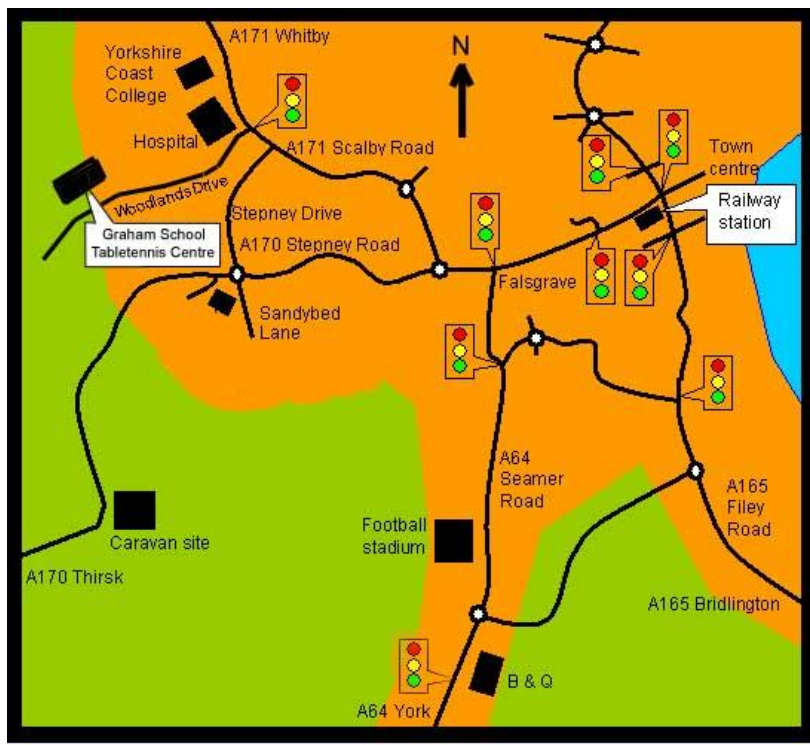 A171 Whitby
Yorkshire
Coast
College
N
Hospital
A171 Scalby Road
Town
centre
Woodlands Drive
Railway
station
Stepney Drive
Graham School
Tabletennis Centre
A170 Stepney Road
Falsgrave
Sandybed
Lane
A64
Seamer
Road
A165
Filey
Road
Football
stadium
Caravan site
A170 Thirsk
A165 Bridlington
B & Q
A64 York